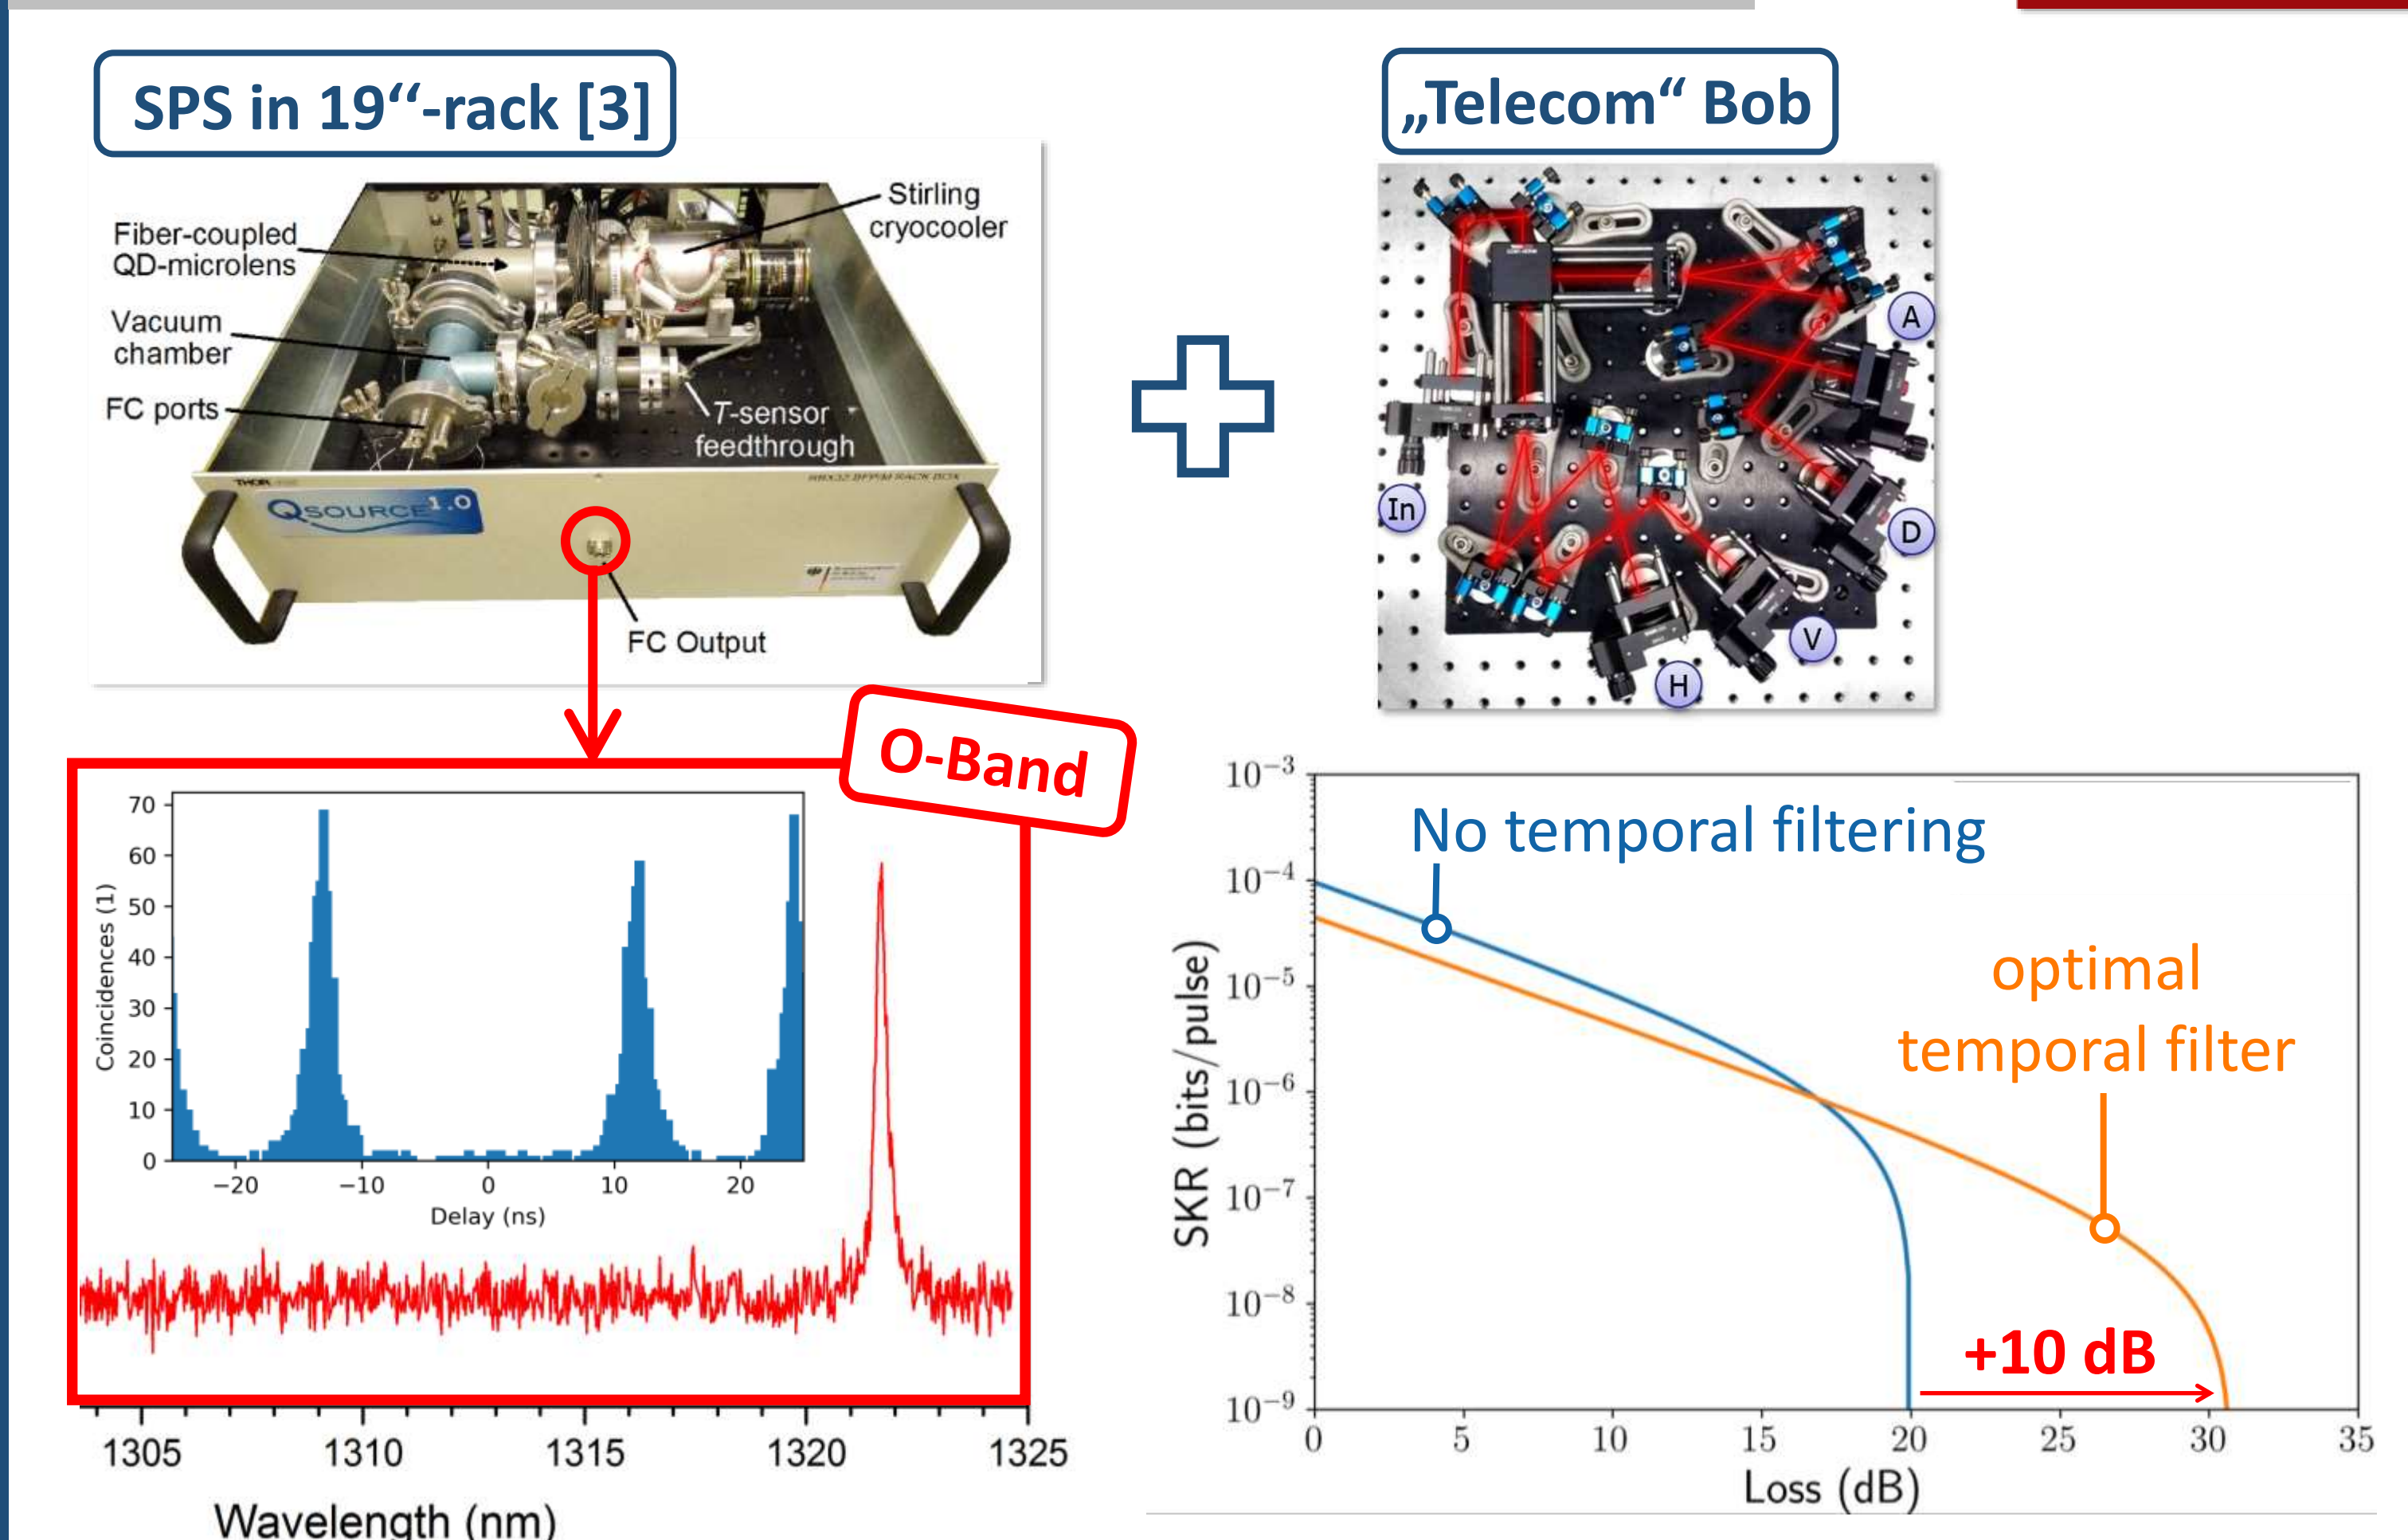 SPS in 19“-rack [3]
„Telecom“ Bob
Fiber-coupled
QD-microlens
Vacuum
chamber
FC ports
Stirling
cryocooler
T-sensor
feedthrough
QSOURCE 1.0
FC Output
In
A
D
V
H
O-Band
70
60
50
40
30
20
10
0
Coincidences (1)
−20 −10 0 10 20
Delay (ns)
1305 1310 1315 1320 1325
Wavelength (nm)
10⁻³
10⁻⁴
10⁻⁵
10⁻⁶
10⁻⁷
10⁻⁸
10⁻⁹
SKR (bits/pulse)
No temporal filtering
optimal
temporal filter
+10 dB
0 5 10 15 20 25 30 35
Loss (dB)